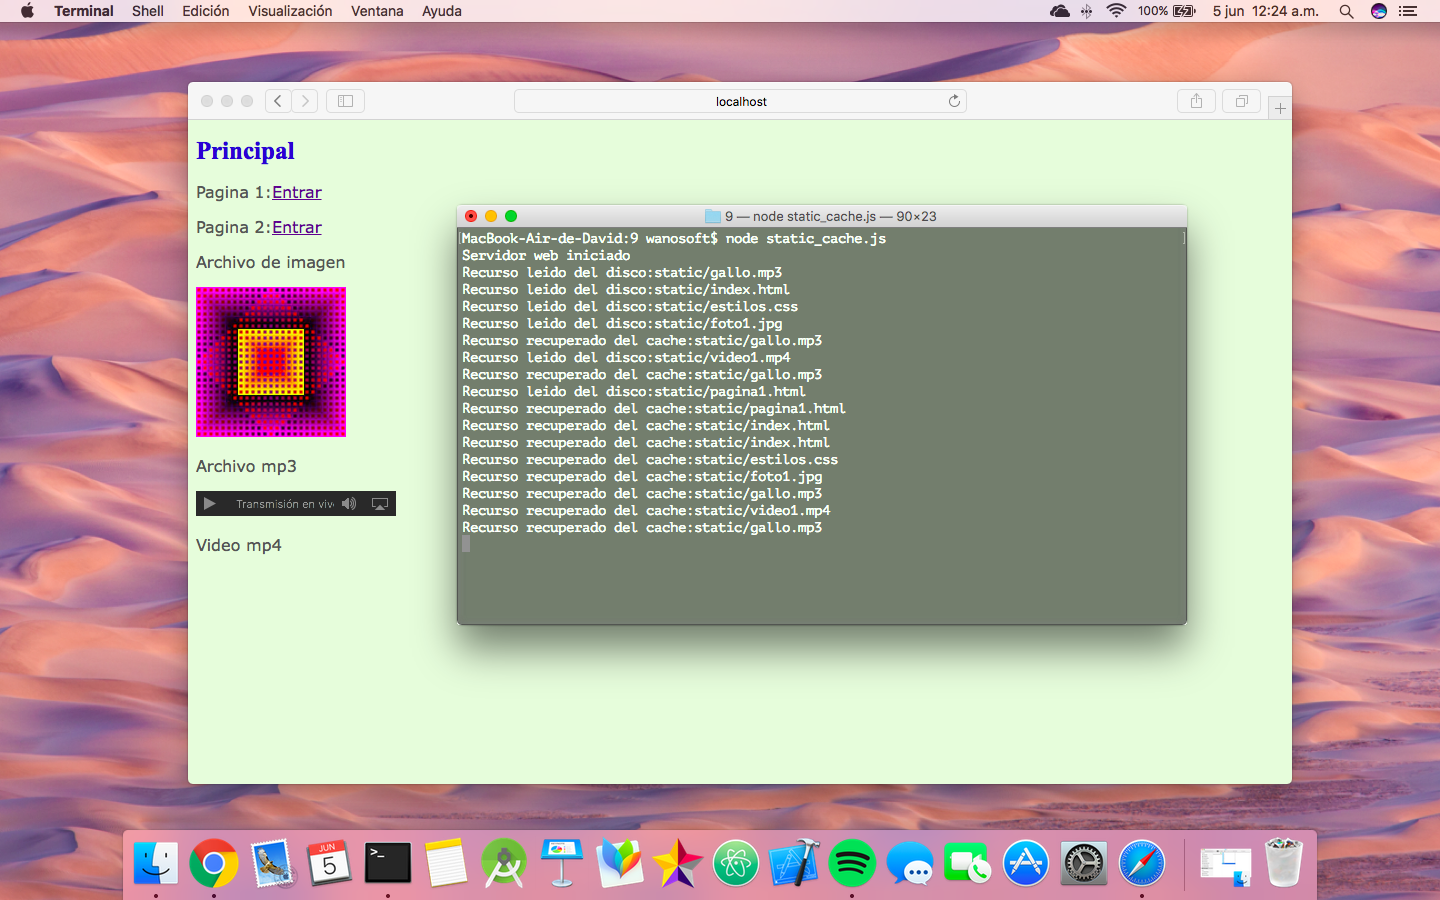 Terminal Shell Edición Visualización Ventana Ayuda 100% 5 jun 12:24 a.m.
localhost
Principal
Pagina 1:Entrar
Pagina 2:Entrar
Archivo de imagen
Archivo mp3
Transmisión en viv
Video mp4
9 — node static_cache.js — 90×23
MacBook-Air-de-David:9 wanosoft$ node static_cache.js
Servidor web iniciado
Recurso leido del disco:static/gallo.mp3
Recurso leido del disco:static/index.html
Recurso leido del disco:static/estilos.css
Recurso leido del disco:static/foto1.jpg
Recurso recuperado del cache:static/gallo.mp3
Recurso leido del disco:static/video1.mp4
Recurso recuperado del cache:static/gallo.mp3
Recurso leido del disco:static/pagina1.html
Recurso recuperado del cache:static/pagina1.html
Recurso recuperado del cache:static/index.html
Recurso recuperado del cache:static/index.html
Recurso recuperado del cache:static/estilos.css
Recurso recuperado del cache:static/foto1.jpg
Recurso recuperado del cache:static/gallo.mp3
Recurso recuperado del cache:static/video1.mp4
Recurso recuperado del cache:static/gallo.mp3
JUN
5
>_